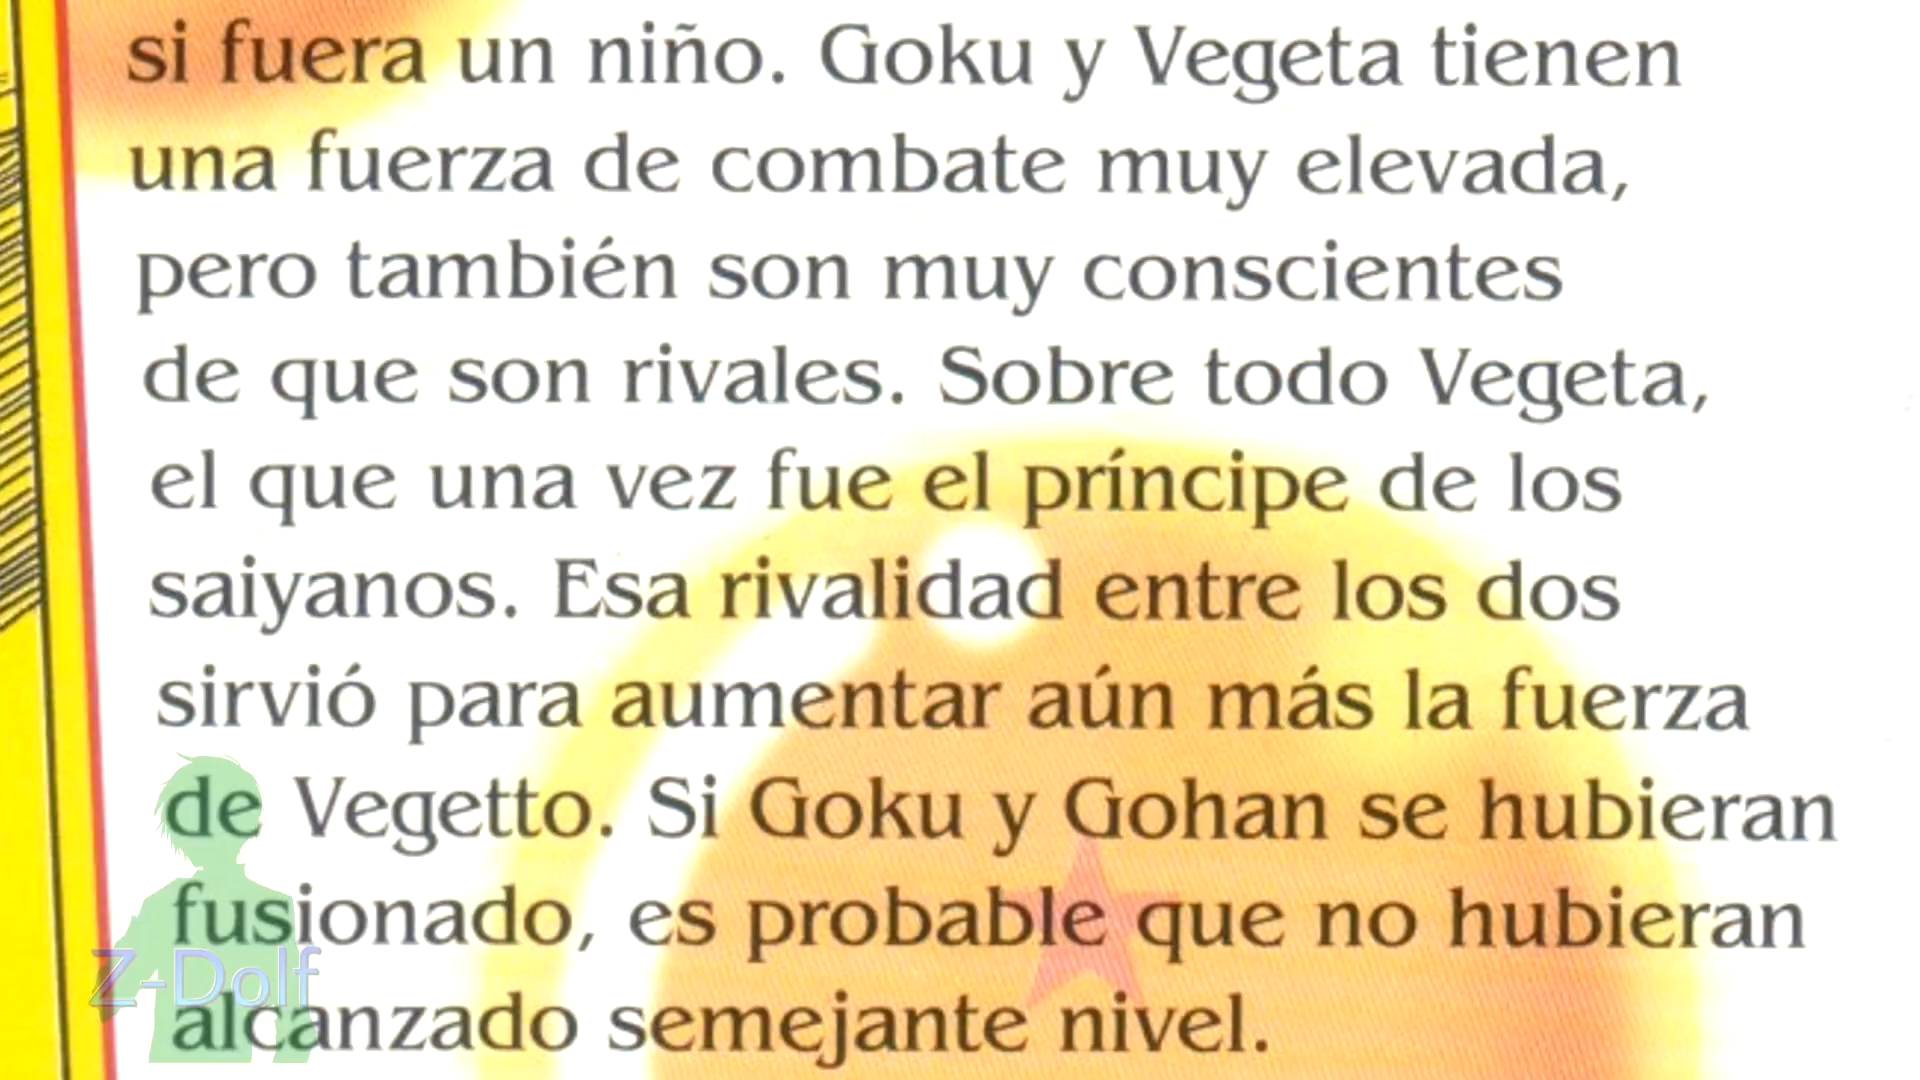 si fuera un niño. Goku y Vegeta tienen
una fuerza de combate muy elevada,
pero también son muy conscientes
de que son rivales. Sobre todo Vegeta,
el que una vez fue el príncipe de los
saiyanos. Esa rivalidad entre los dos
sirvió para aumentar aún más la fuerza
de Vegetto. Si Goku y Gohan se hubieran
fusionado, es probable que no hubieran
Z-Dolf
alcanzado semejante nivel.